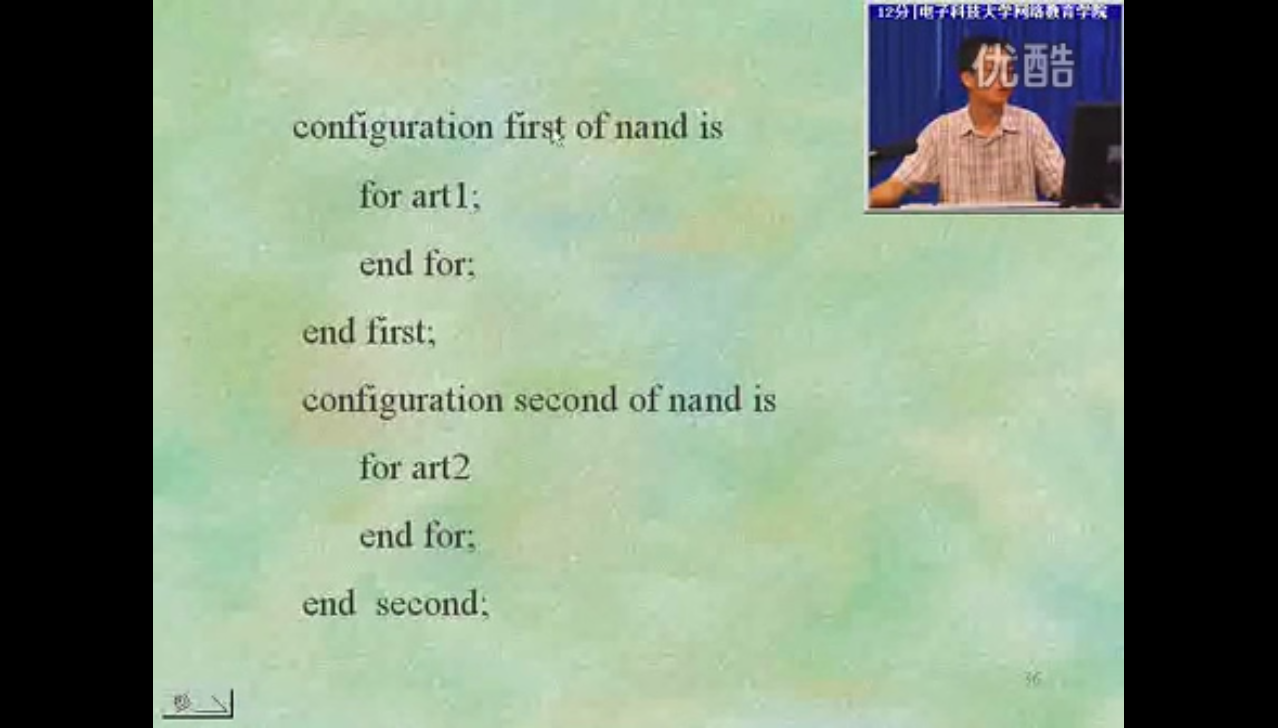 12分|电子科技大学网络教育学院
优酷
configuration first of nand is
for art1;
end for;
end first;
configuration second of nand is
for art2
end for;
end second;
36